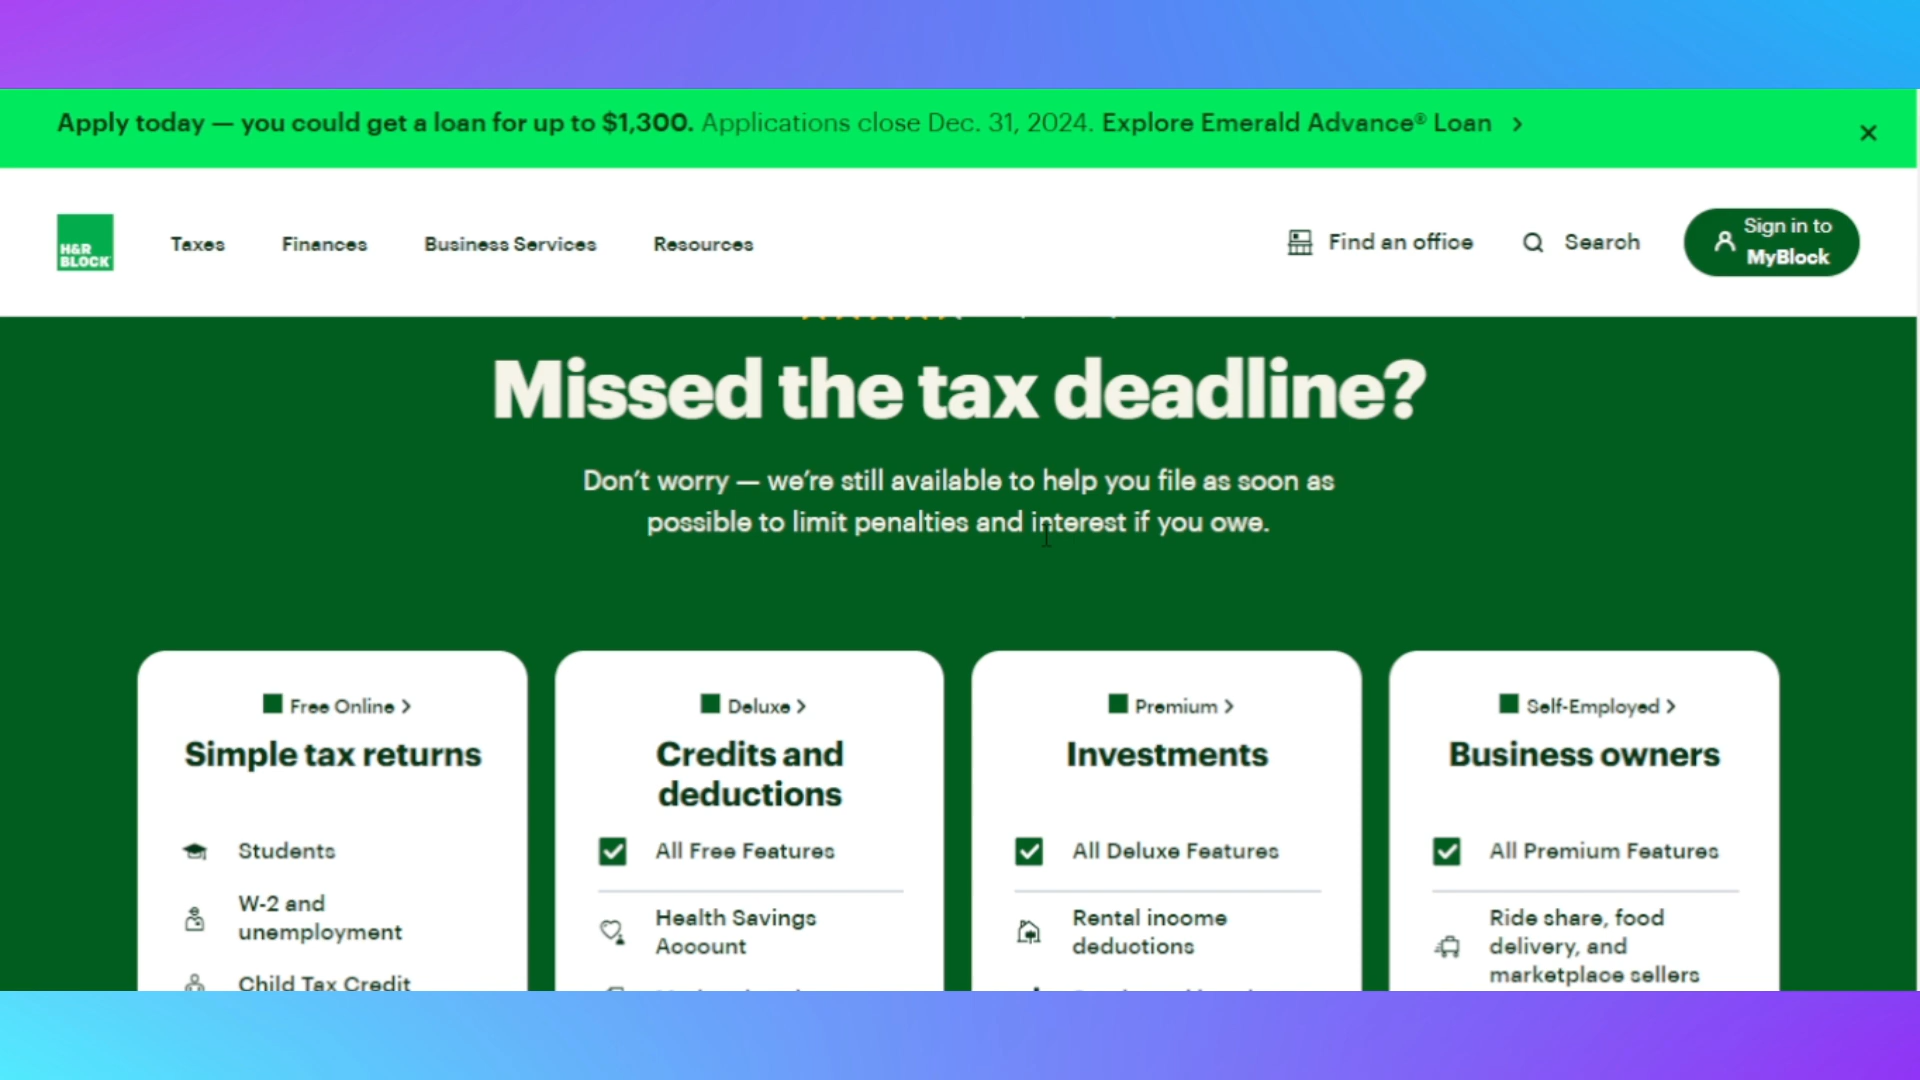 Apply today — you could get a loan for up to $1,300. Applications close Dec. 31, 2024. Explore Emerald Advance® Loan
H&R
BLOCK
Taxes
Finances
Business Services
Resources
Find an office
Search
Sign in to
MyBlock
Missed the tax deadline?
Don't worry — we're still available to help you file as soon as
possible to limit penalties and interest if you owe.
Free Online
Simple tax returns
Students
W-2 and
unemployment
Child Tax Credit
Deluxe
Credits and
deductions
All Free Features
Health Savings
Account
Premium
Investments
All Deluxe Features
Rental income
deductions
Self-Employed
Business owners
All Premium Features
Ride share, food
delivery, and
marketplace sellers